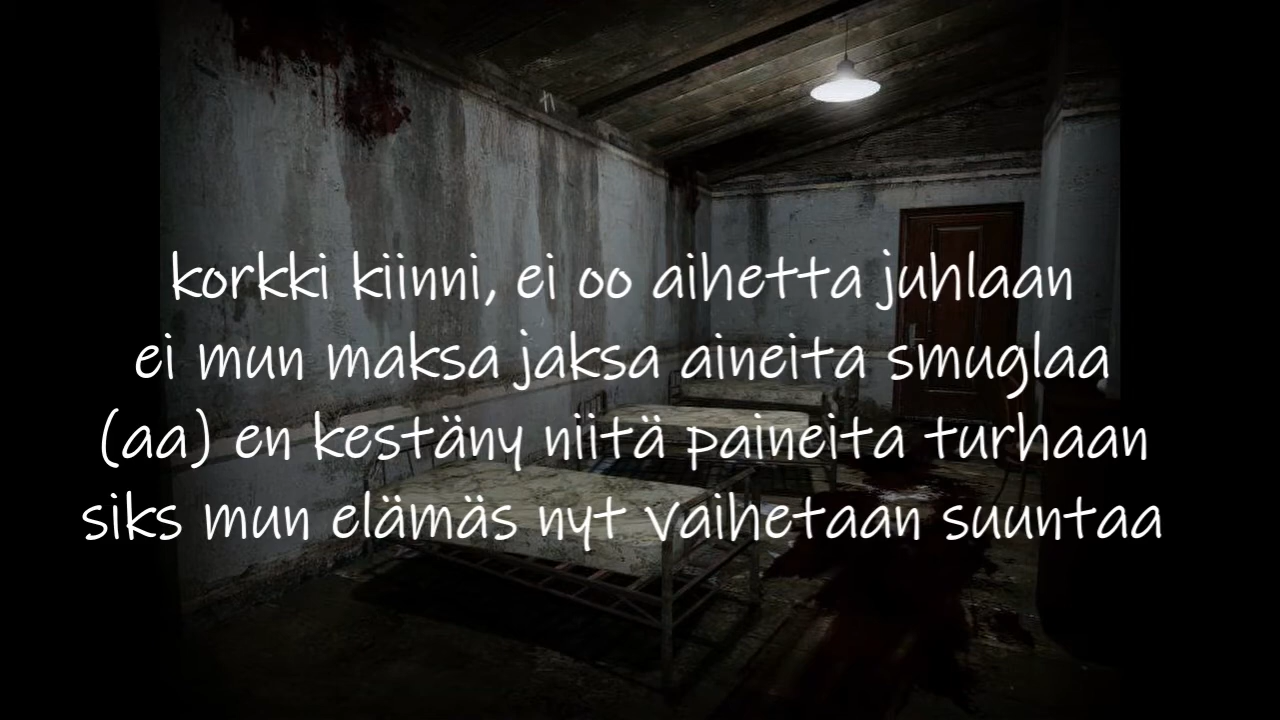 korkki kiinni, ei oo aihetta juhlaan
ei mun maksa jaksa aineita smuglaa
(aa) en kestäny niitä paineita turhaan
siks mun elämäs nyt vaihetaan suuntaa